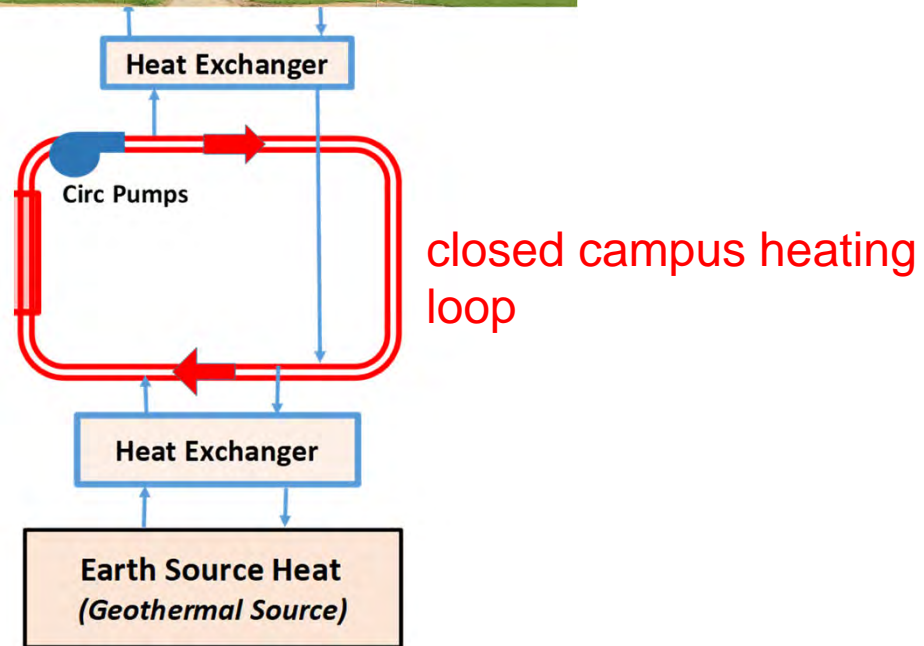 Heat Exchanger
Circ Pumps
closed campus heating
loop
Heat Exchanger
Earth Source Heat
(Geothermal Source)